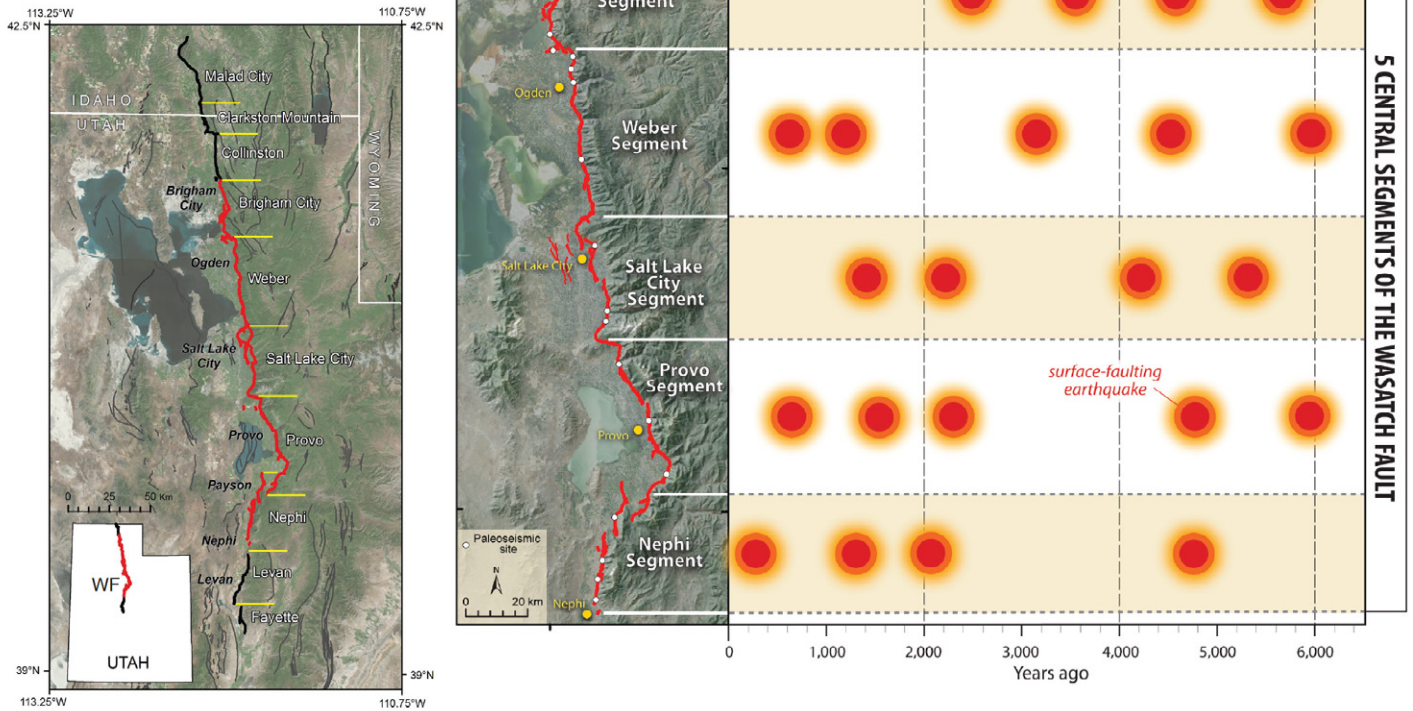 113.25°W
110.75°W
42.5°N
42.5°N
Malad City
IDAHO
UTAH
Clarkston Mountain
Collinston
WYOMING
Brigham
City
Brigham City
Ogden
Weber
Salt Lake
City
Salt Lake City
Provo
Provo
Payson
Nephi
Nephi
Levan
Levan
Fayette
0 25 50 Km
WF
UTAH
39°N
39°N
113.25°W
110.75°W
Segment
Ogden
Weber
Segment
Salt Lake City
Salt Lake
City
Segment
Provo
Segment
Provo
Nephi
Segment
Nephi
Paleoseismic
site
N
0 20 km
surface-faulting
earthquake
0 1,000 2,000 3,000 4,000 5,000 6,000
Years ago
5 CENTRAL SEGMENTS OF THE WASATCH FAULT